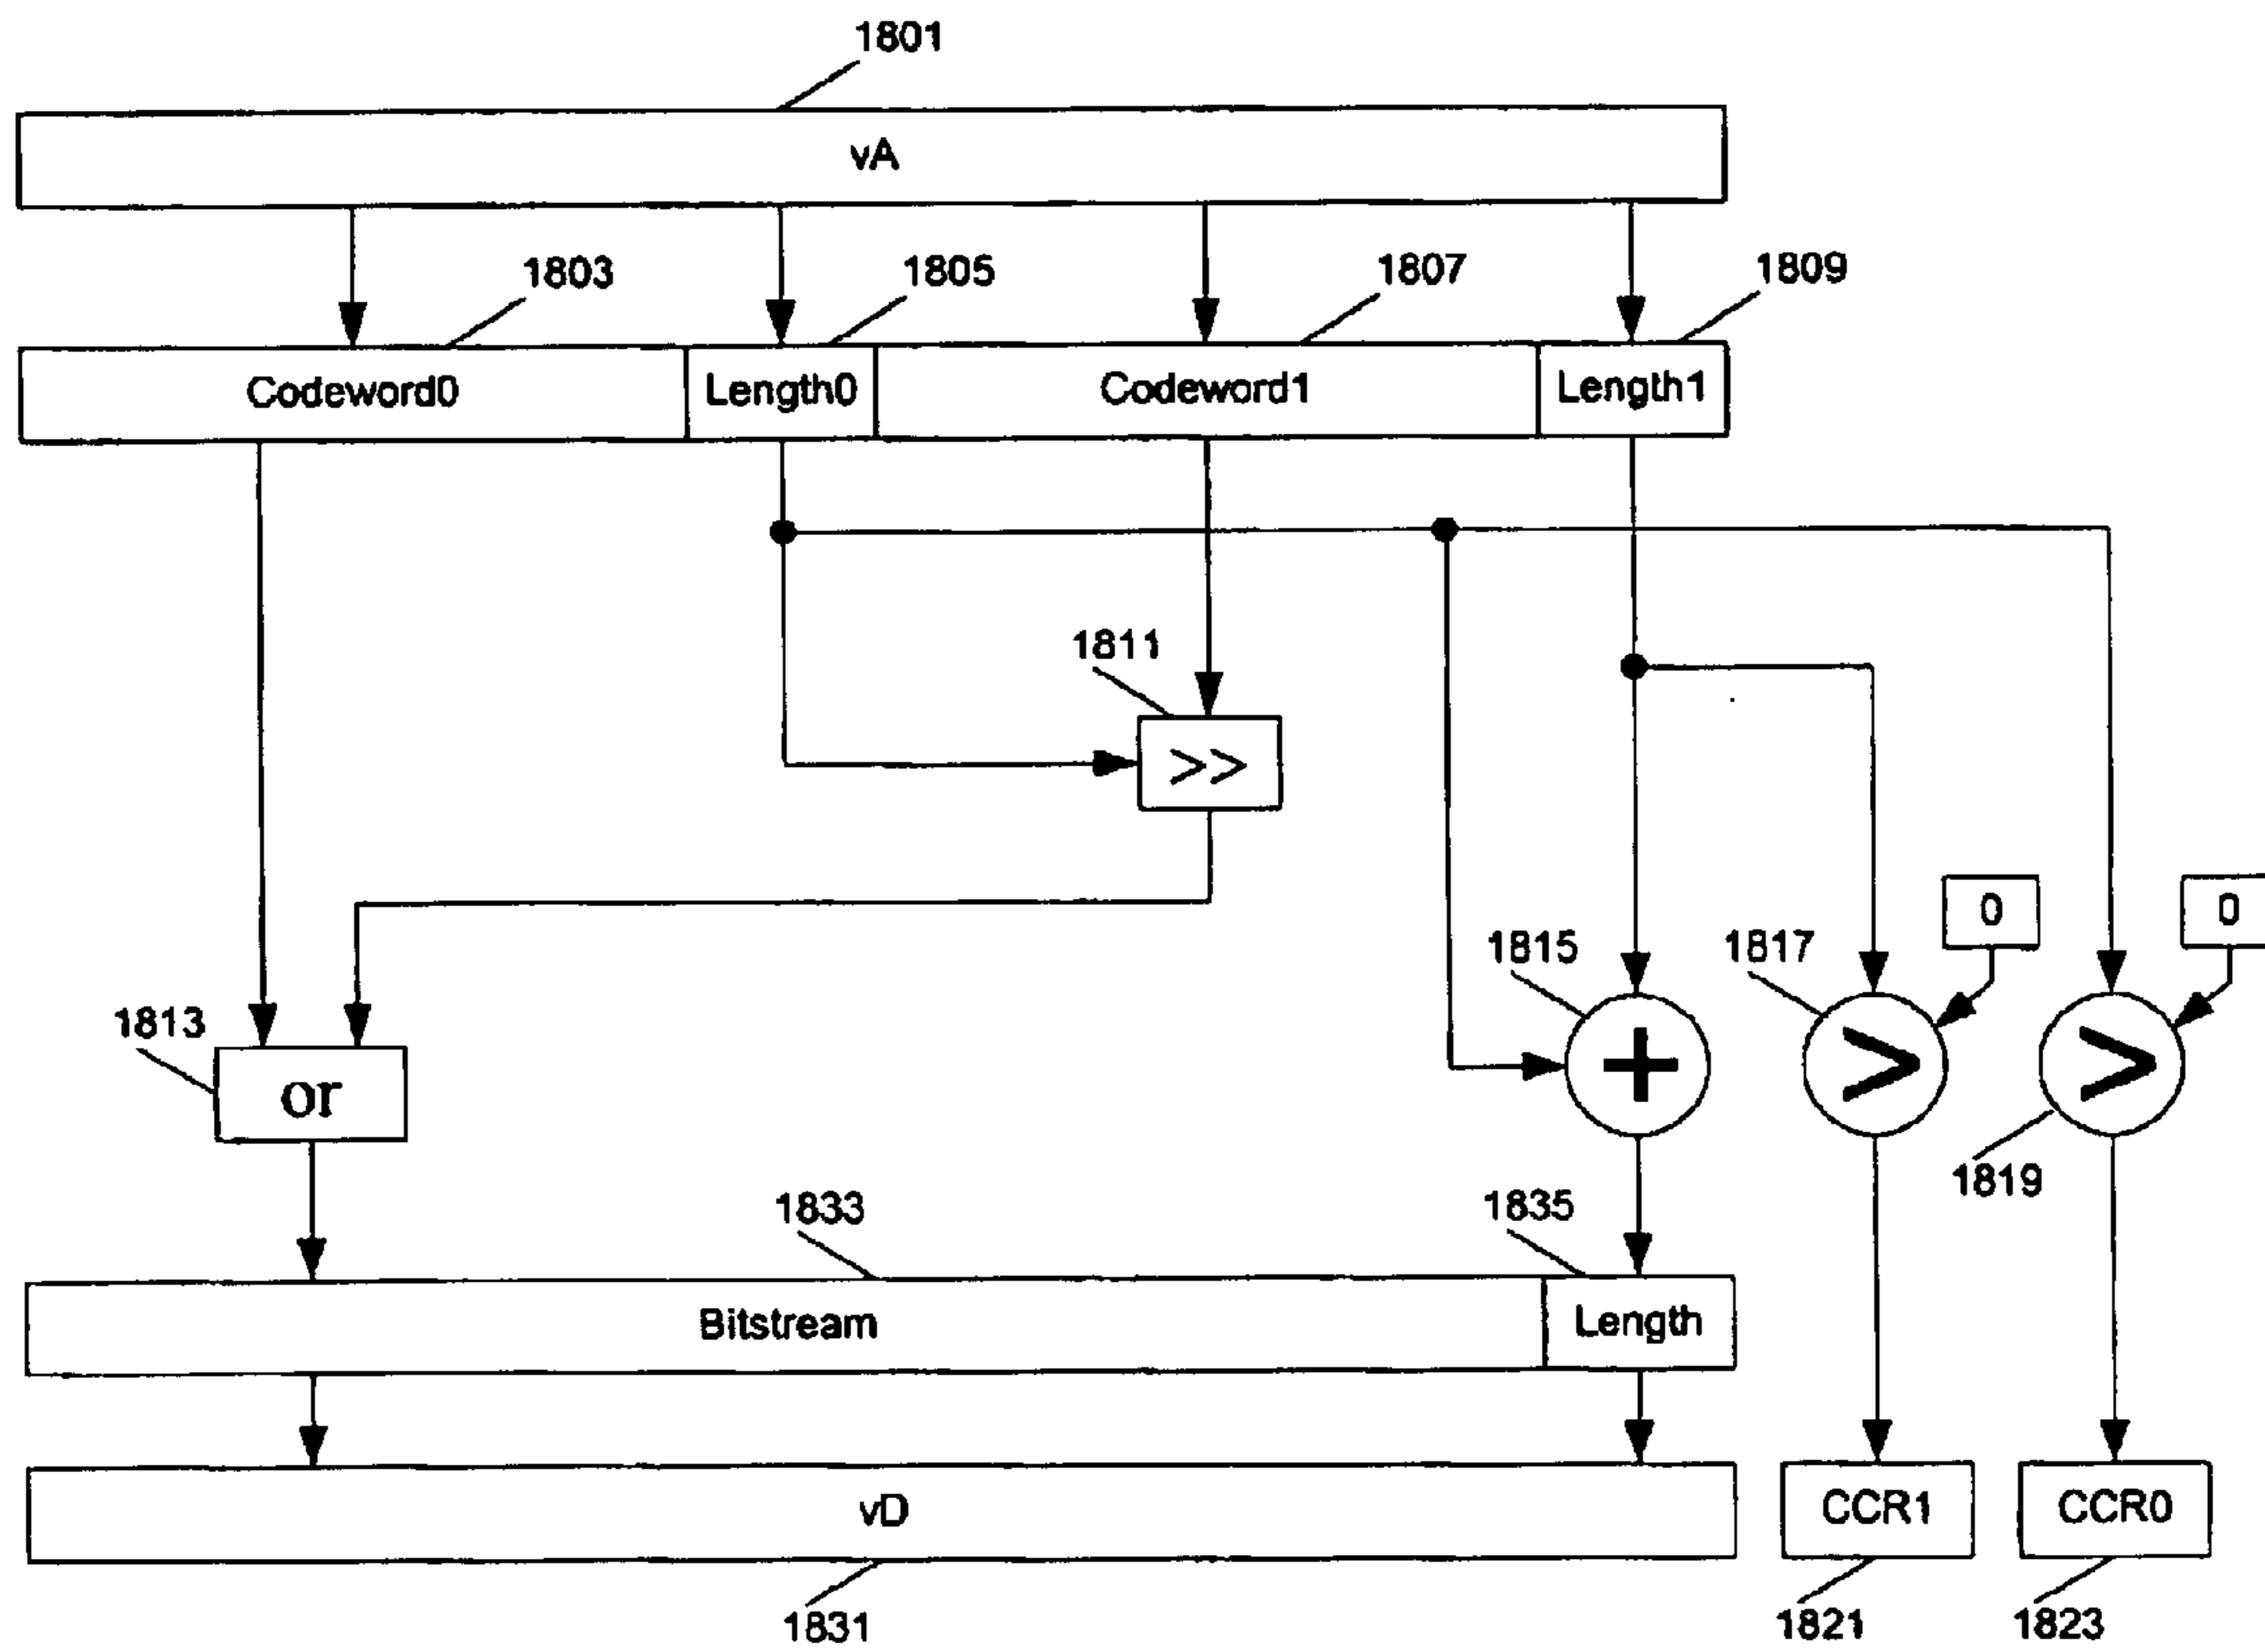 1801
vA
1803
1805
1807
1809
Codeword0
Length0
Codeword1
Length1
1811
>>
0
0
1815
1817
1813
or
+
>
>
1819
1833
1835
Bitstream
Length
vD
CCR1
CCR0
1831
1821
1823